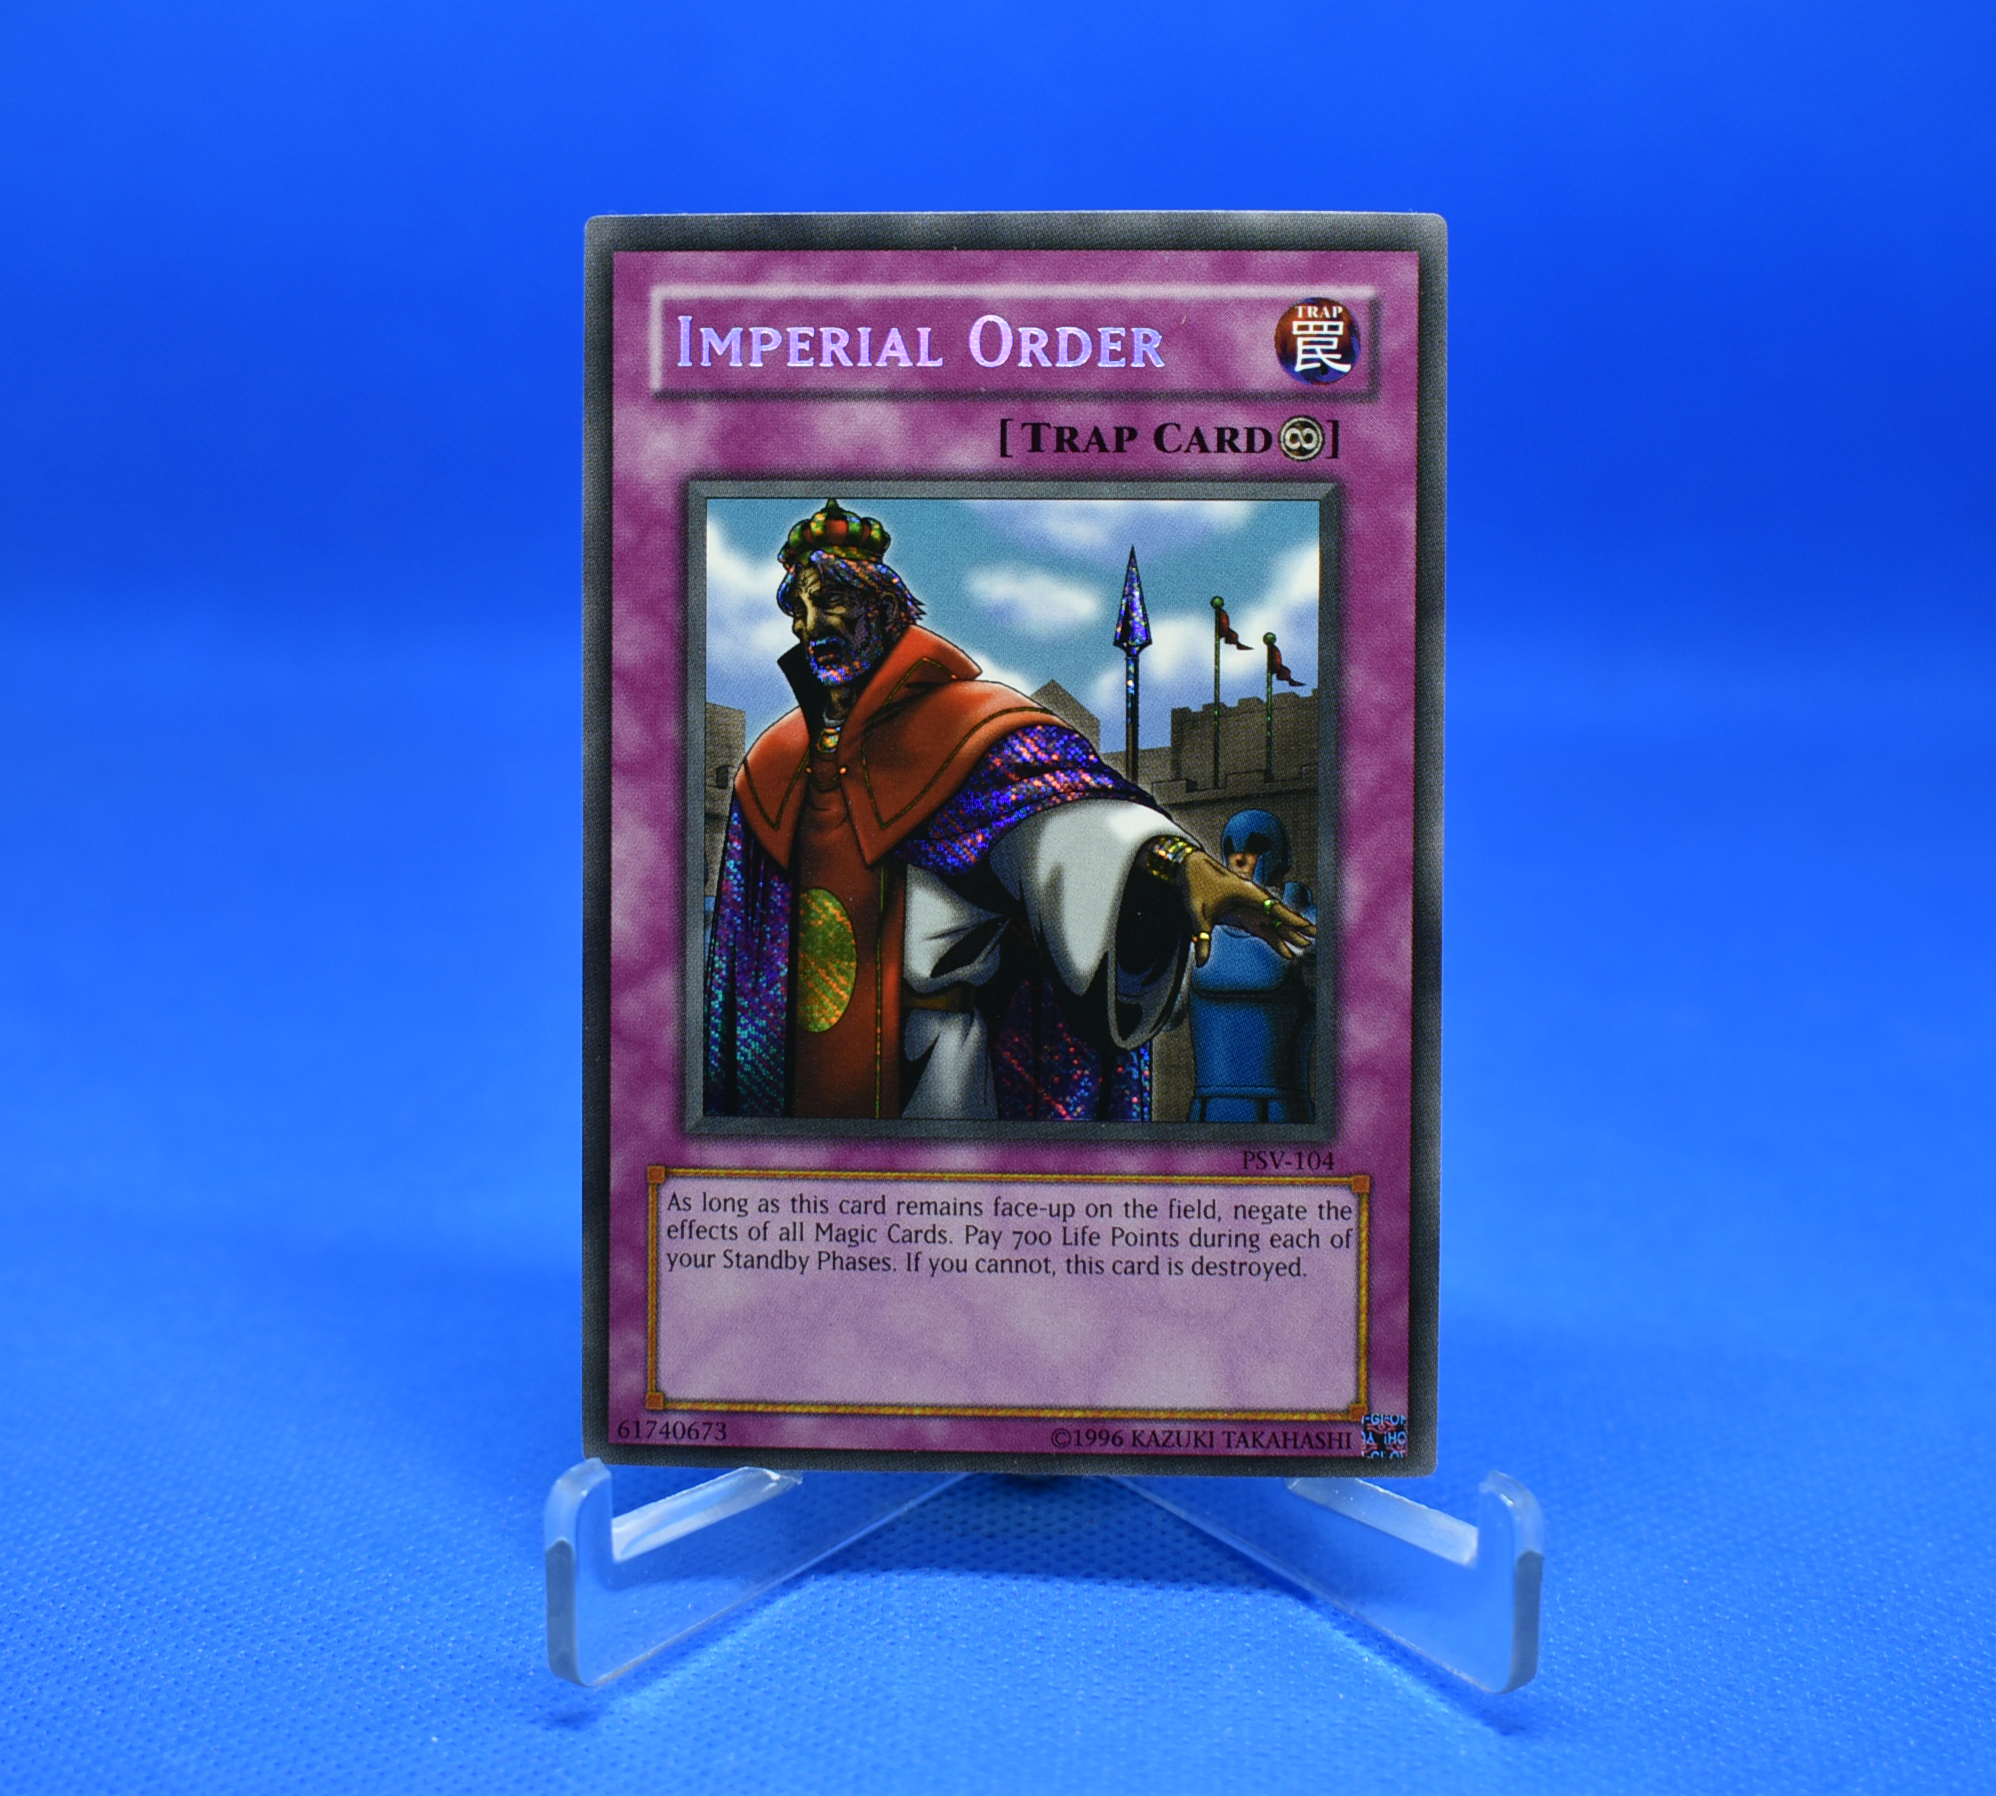 IMPERIAL ORDER
TRAP
罠
[TRAP CARD]
PSV-104
As long as this card remains face-up on the field, negate the
effects of all Magic Cards. Pay 700 Life Points during each of
your Standby Phases. If you cannot, this card is destroyed.
61740673
©1996 KAZUKI TAKAHASHI